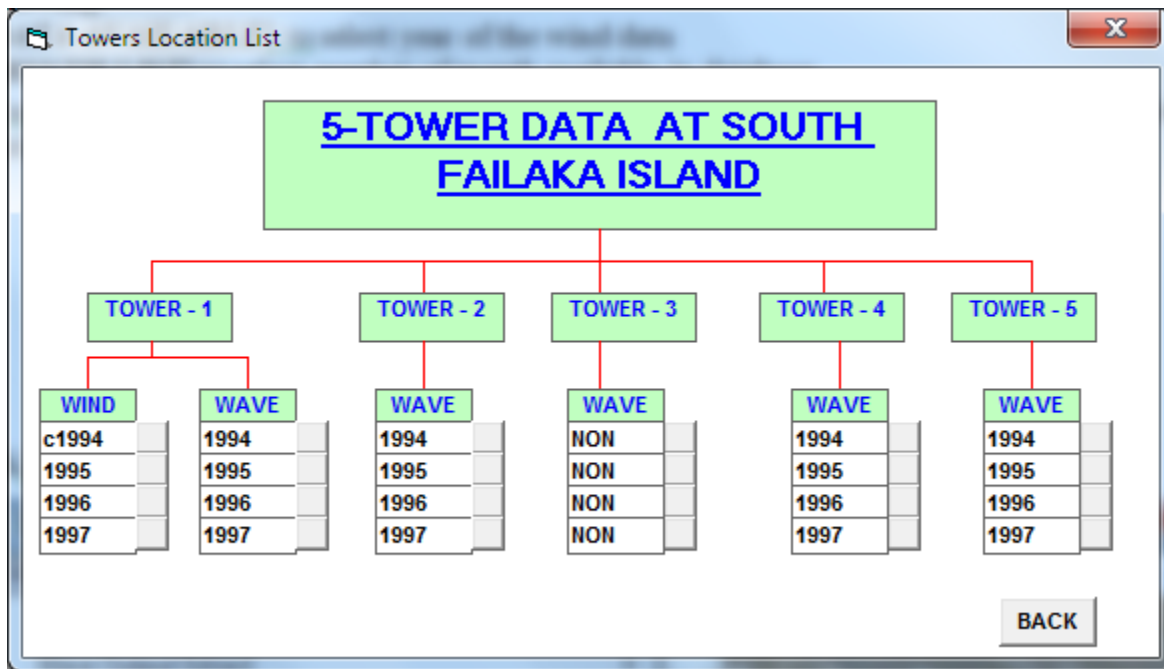 Towers Location List
5-TOWER DATA AT SOUTH
FAILAKA ISLAND
TOWER - 1
TOWER - 2
TOWER - 3
TOWER - 4
TOWER - 5
WIND
WAVE
WAVE
WAVE
WAVE
WAVE
c1994
1994
1994
NON
1994
1994
1995
1995
1995
NON
1995
1995
1996
1996
1996
NON
1996
1996
1997
1997
1997
NON
1997
1997
BACK